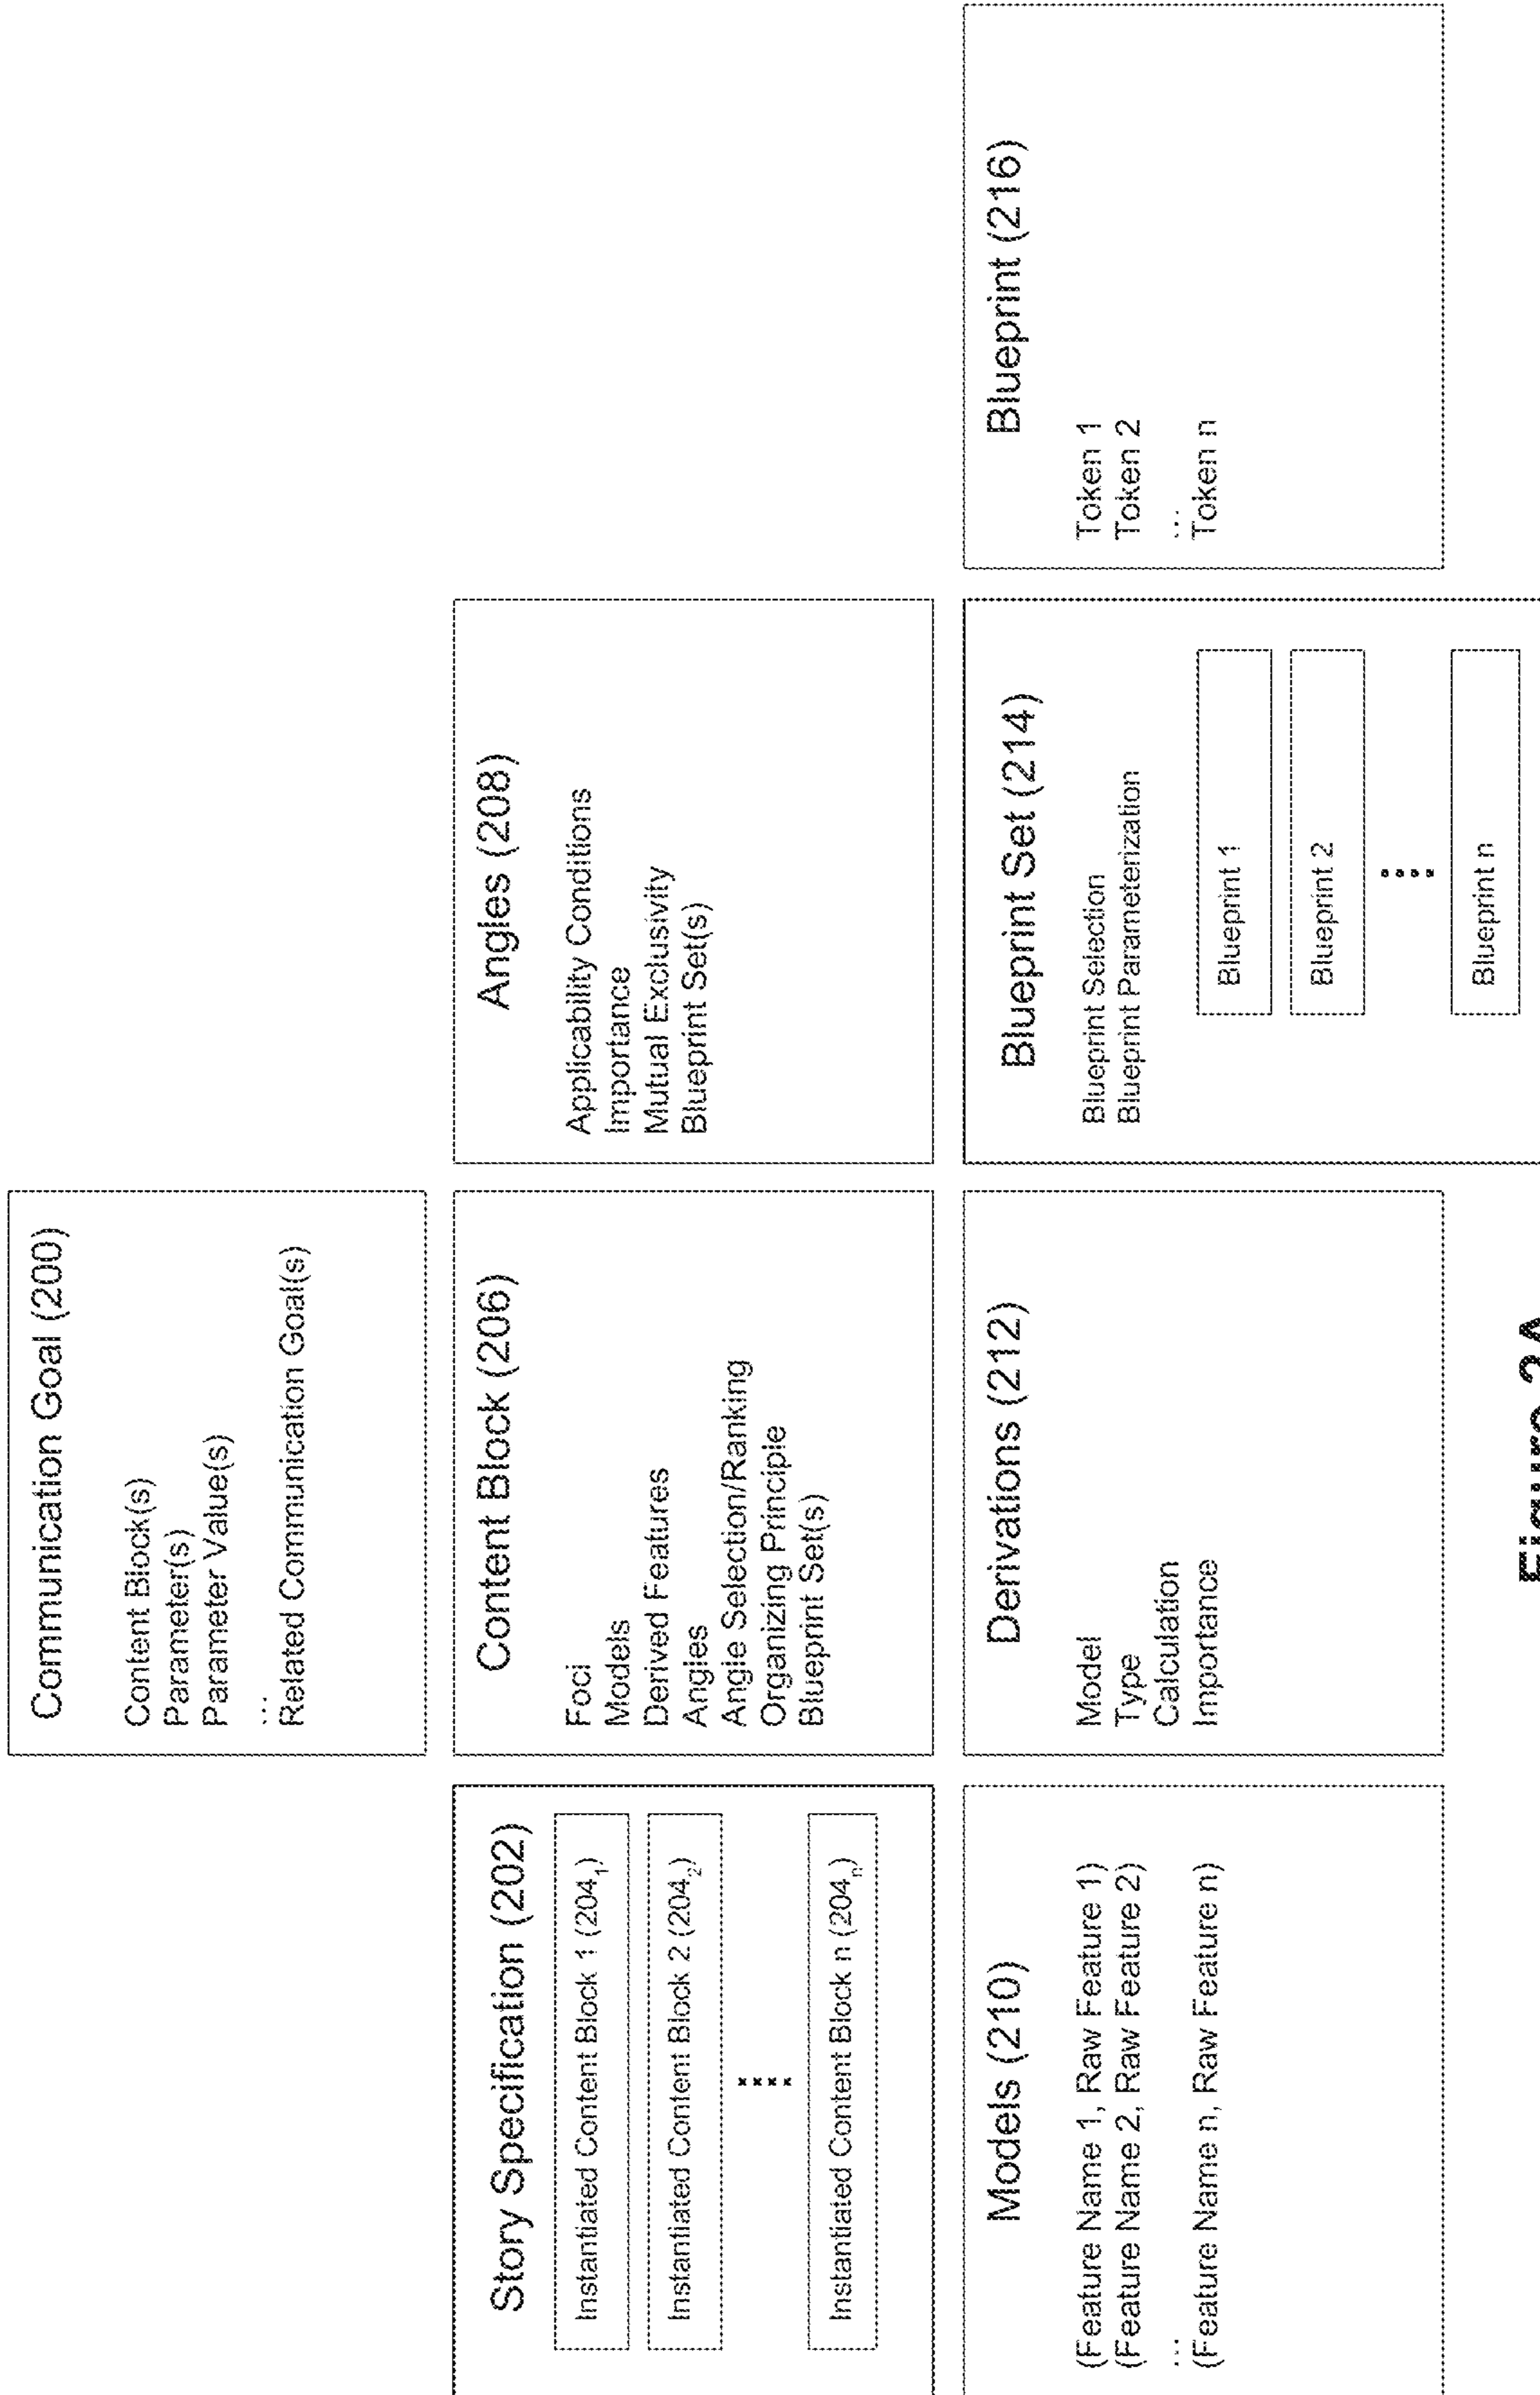 Communication Goal (200)
Content Block(s)
Parameter(s)
Parameter Value(s)
...
Related Communication Goal(s)
Story Specification (202)
Instantiated Content Block 1 (204₁)
Instantiated Content Block 2 (204₂)
Instantiated Content Block n (204ₙ)
Content Block (206)
Foci
Models
Derived Features
Angles
Angle Selection/Ranking
Organizing Principle
Blueprint Set(s)
Angles (208)
Applicability Conditions
Importance
Mutual Exclusivity
Blueprint Set(s)
Models (210)
(Feature Name 1, Raw Feature 1)
(Feature Name 2, Raw Feature 2)
...
(Feature Name n, Raw Feature n)
Derivations (212)
Model
Type
Calculation
Importance
Blueprint Set (214)
Blueprint Selection
Blueprint Parameterization
Blueprint 1
Blueprint 2
Blueprint n
Blueprint (216)
Token 1
Token 2
...
Token n
Figure 2A